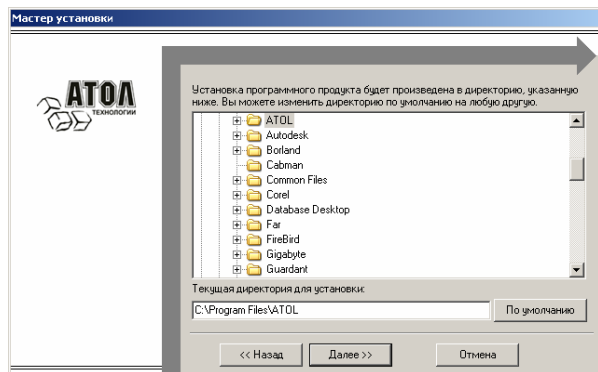 Мастер установки
АТОЛ
ТЕХНОЛОГИИ
Установка программного продукта будет произведена в директорию, указанную
ниже. Вы можете изменить директорию по умолчанию на любую другую.
ATOL
Autodesk
Borland
Cabman
Common Files
Corel
Database Desktop
Far
FireBird
Gigabyte
Guardant
Текущая директория для установки:
C:\Program Files\ATOL
По умолчанию
<< Назад
Далее >>
Отмена